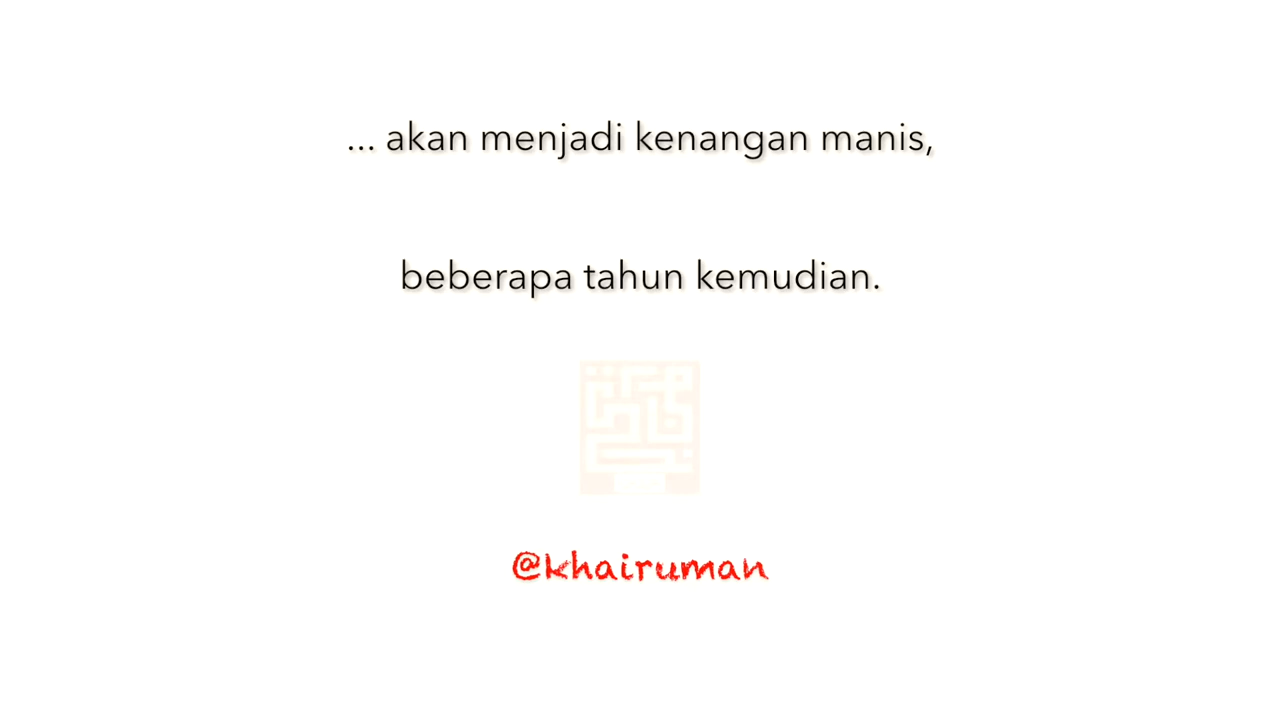 ... akan menjadi kenangan manis,
beberapa tahun kemudian.
@khairuman